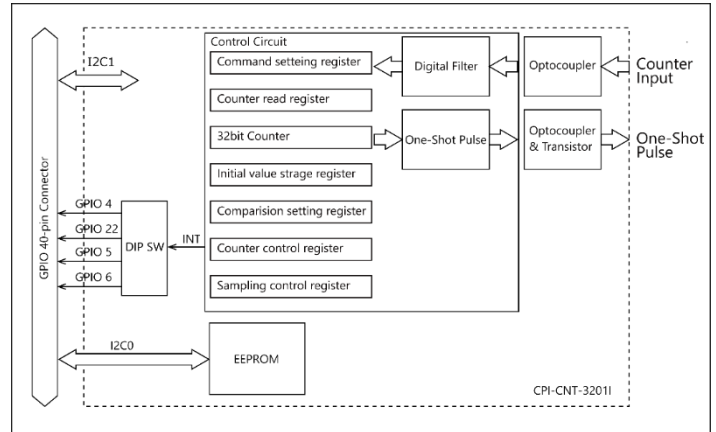 Control Circuit
Command setteing register
Digital Filter
Optocoupler
Counter
Input
I2C1
Counter read register
32bit Counter
One-Shot Pulse
Optocoupler
& Transistor
One-Shot
Pulse
Initial value strage register
GPIO 40-pin Connector
GPIO 4
GPIO 22
GPIO 5
GPIO 6
DIP SW
INT
Comparision setting register
Counter control register
Sampling control register
I2C0
EEPROM
CPI-CNT-3201I